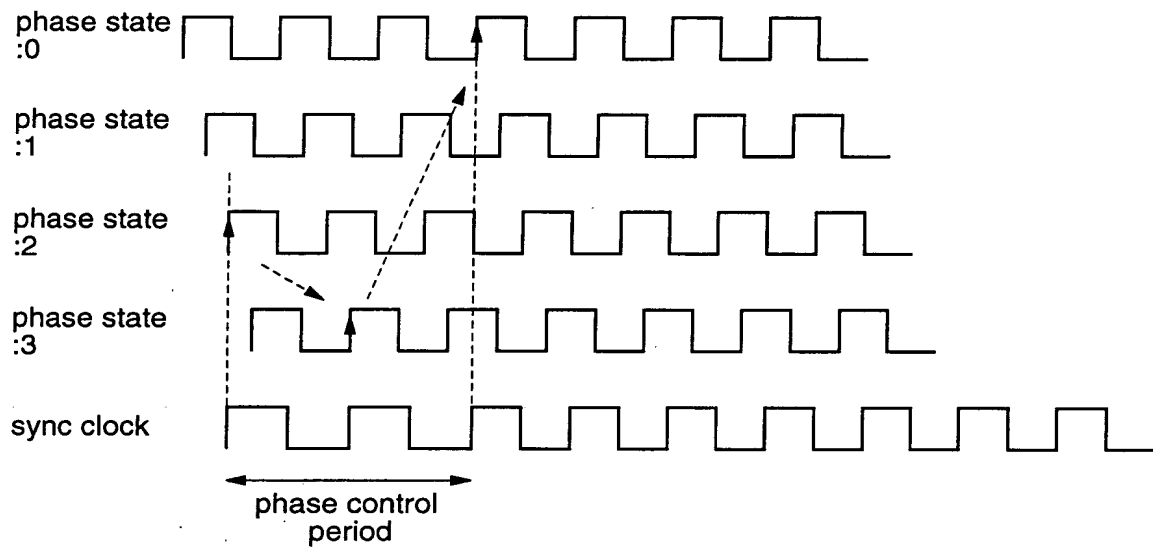 phase state
:0
phase state
:1
phase state
:2
phase state
:3
sync clock
phase control
period